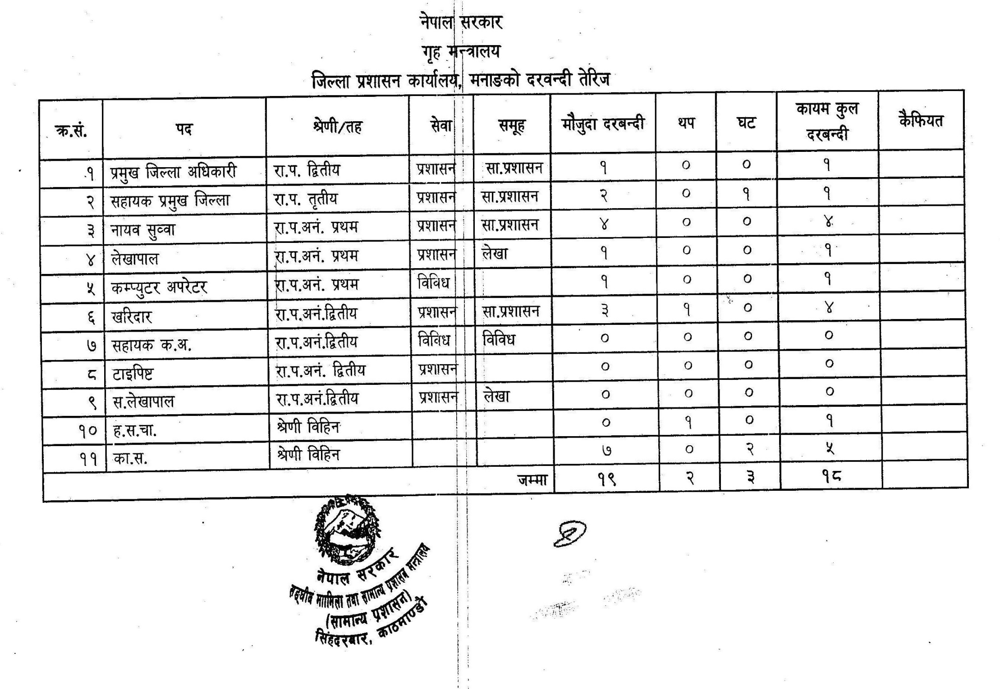 नेपाल सरकार
गृह मन्त्रालय
जिल्ला प्रशासन कार्यालय, मनाङको दरवन्दी तेरिज
क्र.सं. पद श्रेणी/तह सेवा समूह मौजुदा दरबन्दी थप घट कायम कुल दरबन्दी कैफियत
१ प्रमुख जिल्ला अधिकारी रा.प. द्वितीय प्रशासन सा.प्रशासन १ ० ० १
२ सहायक प्रमुख जिल्ला रा.प. तृतीय प्रशासन सा.प्रशासन २ ० १ १
३ नायव सुव्वा रा.प.अनं. प्रथम प्रशासन सा.प्रशासन ४ ० ० ४
४ लेखापाल रा.प.अनं. प्रथम प्रशासन लेखा १ ० ० १
५ कम्प्युटर अपरेटर रा.प.अनं. प्रथम विविध १ ० ० १
६ खरिदार रा.प.अनं.द्वितीय प्रशासन सा.प्रशासन ३ १ ० ४
७ सहायक क.अ. रा.प.अनं.द्वितीय विविध विविध ० ० ० ०
८ टाइपिष्ट रा.प.अनं. द्वितीय प्रशासन ० ० ० ०
९ स.लेखापाल रा.प.अनं.द्वितीय प्रशासन लेखा ० ० ० ०
१० ह.स.चा. श्रेणी विहिन ० १ ० १
११ का.स. श्रेणी विहिन ७ ० २ ५
जम्मा १९ २ ३ १८
नेपाल सरकार
सङ्घीय मामिला तथा सामान्य प्रशासन मन्त्रालय
(सामान्य प्रशासन)
सिंहदरबार, काठमाण्डौ